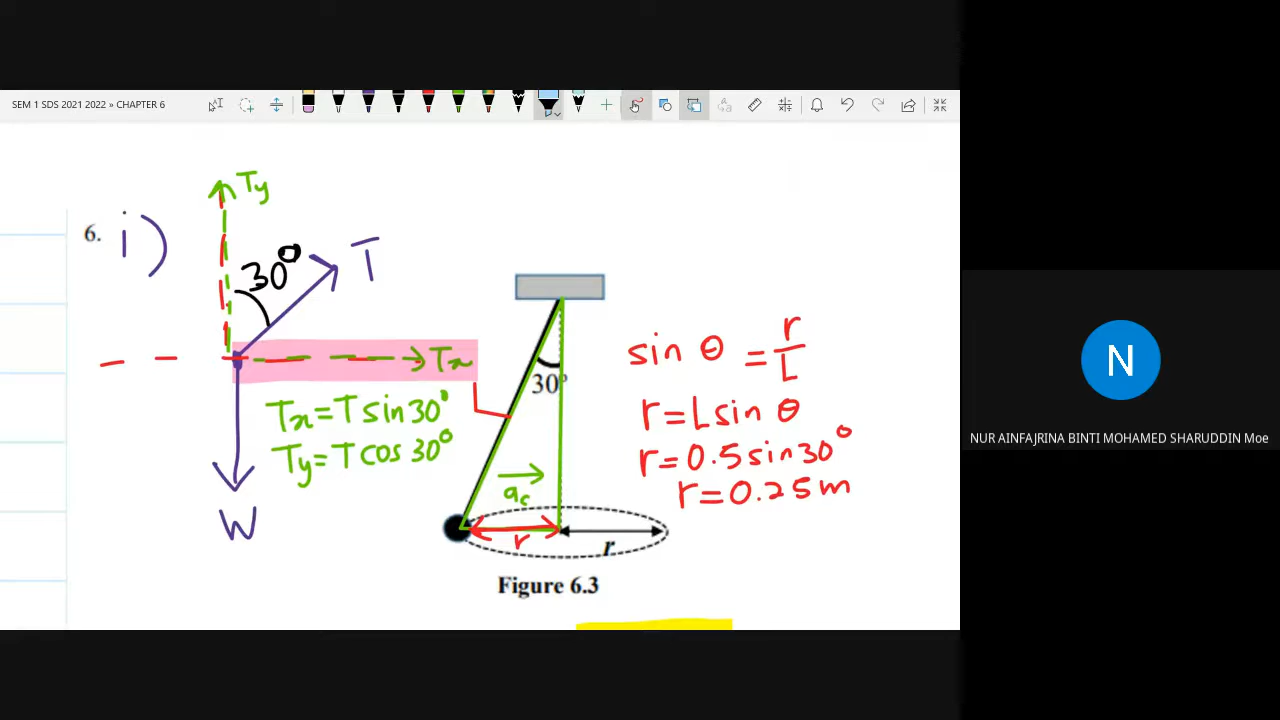 SEM 1 SDS 2021 2022 » CHAPTER 6
6. i)
Ty
30°
T
Tx
Tx = T sin 30°
Ty = T cos 30°
W
30°
ac
r
r
Figure 6.3
sin θ = r/L
r = L sin θ
r = 0.5 sin 30°
r = 0.25 m
N
NUR AINFAJRINA BINTI MOHAMED SHARUDDIN Moe